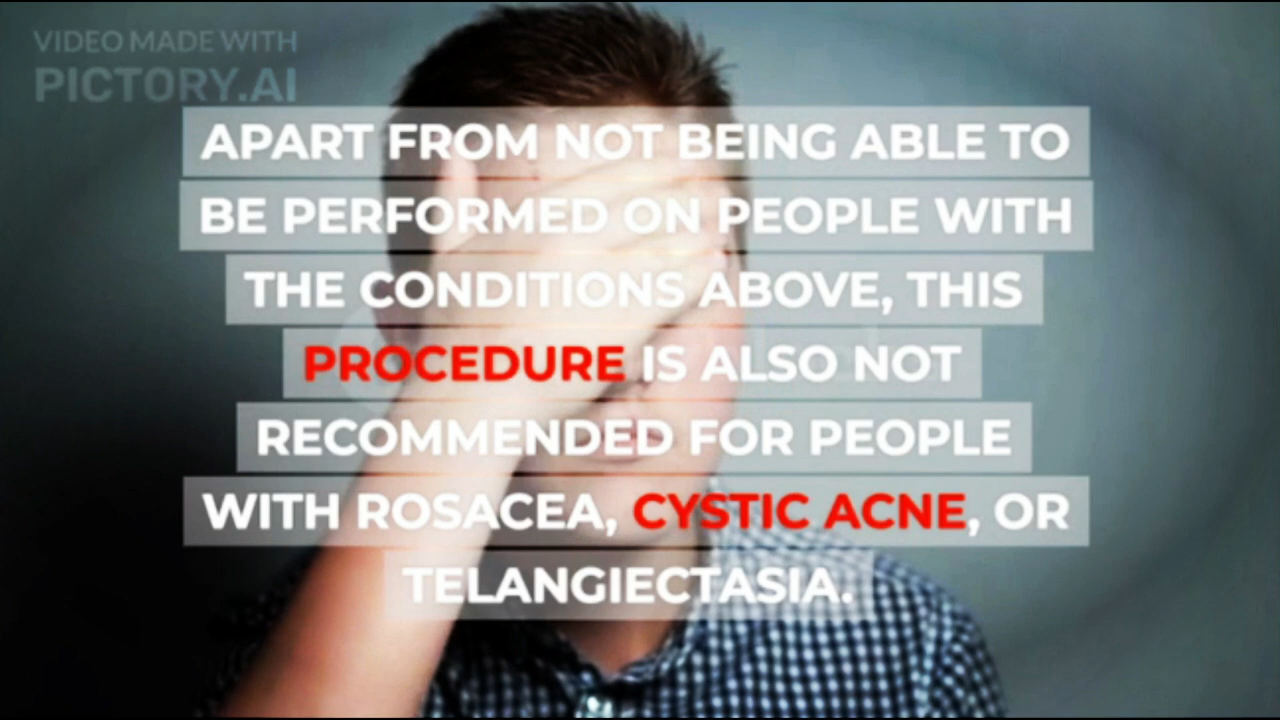 VIDEO MADE WITH
PICTORY.AI
APART FROM NOT BEING ABLE TO
BE PERFORMED ON PEOPLE WITH
THE CONDITIONS ABOVE, THIS
PROCEDURE IS ALSO NOT
RECOMMENDED FOR PEOPLE
WITH ROSACEA, CYSTIC ACNE, OR
TELANGIECTASIA.